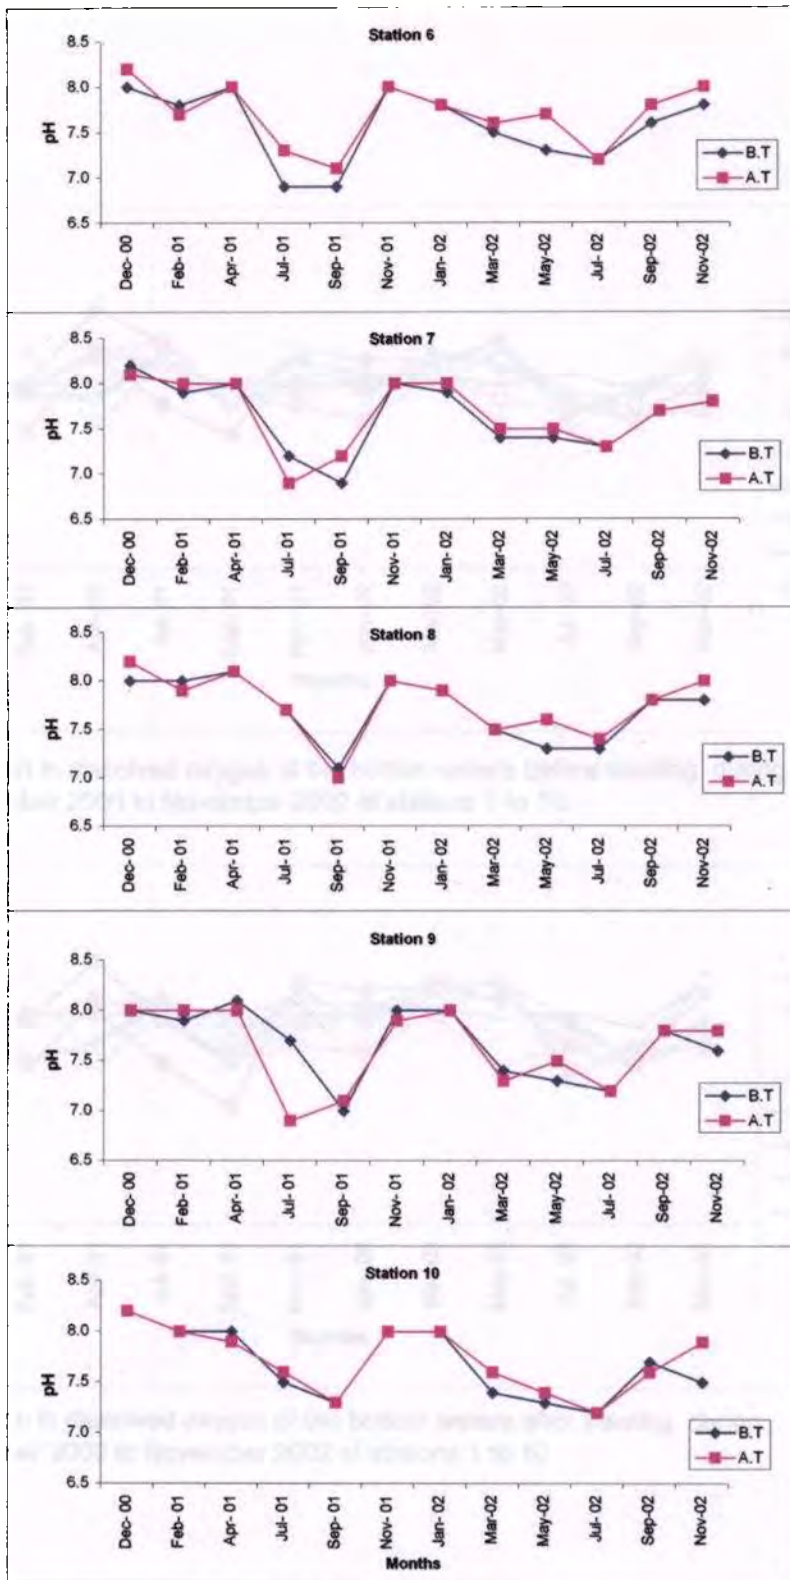 Station 6
8.5
8.0
7.5
7.0
6.5
pH
B.T
A.T
Dec- 00
Feb- 01
Apr- 01
Jul- 01
Sep- 01
Nov- 01
Jan- 02
Mar-02
May-02
Jul- 02
Sep-02
Nov-02
Station 7
8.5
8.0
7.5
7.0
6.5
pH
B.T
A.T
Dec- 00
Feb- 01
Apr- 01
Jul- 01
Sep- 01
Nov- 01
Jan- 02
Mar-02
May-02
Jul- 02
Sep-02
Nov-02
Station 8
8.5
8.0
7.5
7.0
6.5
pH
B.T
A.T
Dec- 00
Feb- 01
Apr- 01
Jul- 01
Sep- 01
Nov- 01
Jan- 02
Mar-02
May-02
Jul- 02
Sep-02
Nov-02
Station 9
8.5
8.0
7.5
7.0
6.5
pH
B.T
A.T
Dec- 00
Feb- 01
Apr- 01
Jul- 01
Sep- 01
Nov- 01
Jan- 02
Mar-02
May-02
Jul- 02
Sep-02
Nov-02
Station 10
8.5
8.0
7.5
7.0
6.5
pH
B.T
A.T
Dec- 00
Feb- 01
Apr- 01
Jul- 01
Sep- 01
Nov- 01
Jan- 02
Mar-02
May-02
Jul- 02
Sep-02
Nov-02
Months